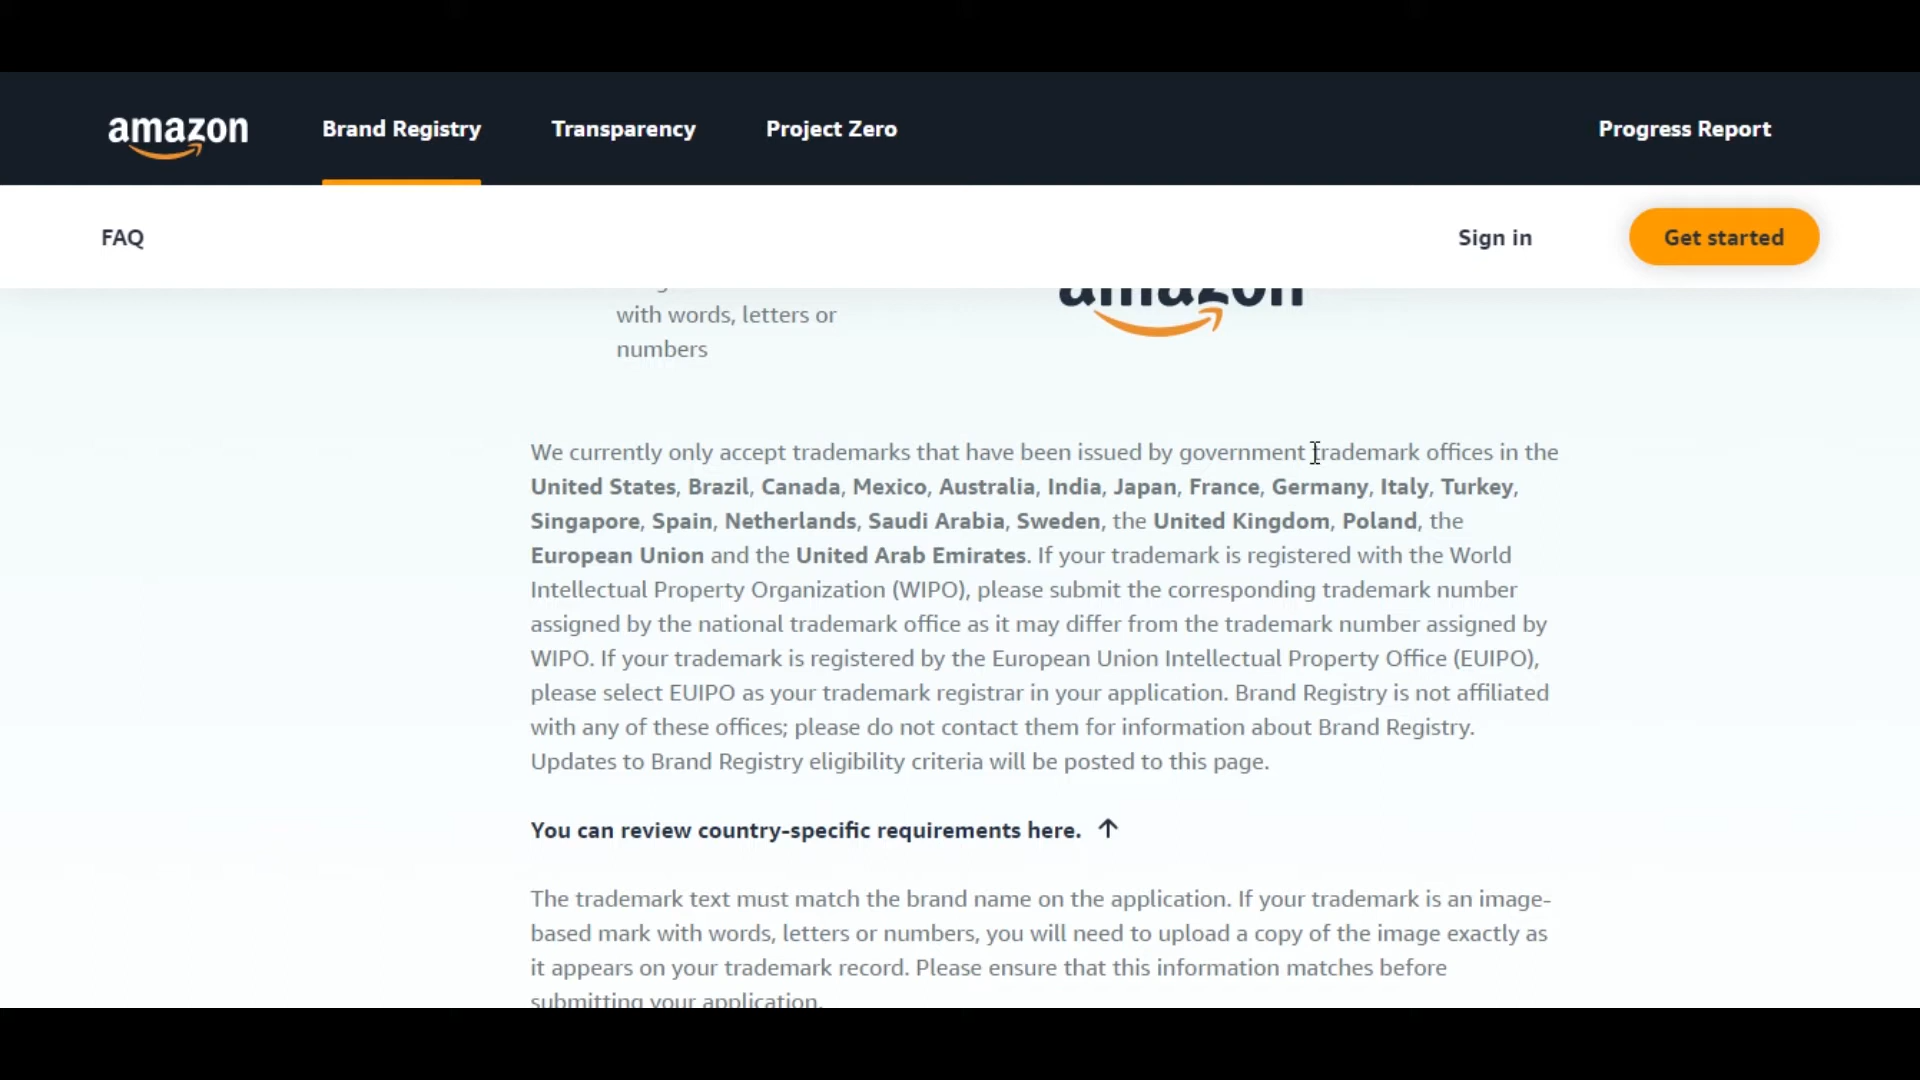 amazon
Brand Registry
Transparency
Project Zero
Progress Report
FAQ
Sign in
Get started
with words, letters or
numbers
amazon
We currently only accept trademarks that have been issued by government trademark offices in the
United States, Brazil, Canada, Mexico, Australia, India, Japan, France, Germany, Italy, Turkey,
Singapore, Spain, Netherlands, Saudi Arabia, Sweden, the United Kingdom, Poland, the
European Union and the United Arab Emirates. If your trademark is registered with the World
Intellectual Property Organization (WIPO), please submit the corresponding trademark number
assigned by the national trademark office as it may differ from the trademark number assigned by
WIPO. If your trademark is registered by the European Union Intellectual Property Office (EUIPO),
please select EUIPO as your trademark registrar in your application. Brand Registry is not affiliated
with any of these offices; please do not contact them for information about Brand Registry.
Updates to Brand Registry eligibility criteria will be posted to this page.
You can review country-specific requirements here.
The trademark text must match the brand name on the application. If your trademark is an image-
based mark with words, letters or numbers, you will need to upload a copy of the image exactly as
it appears on your trademark record. Please ensure that this information matches before
submitting your application.